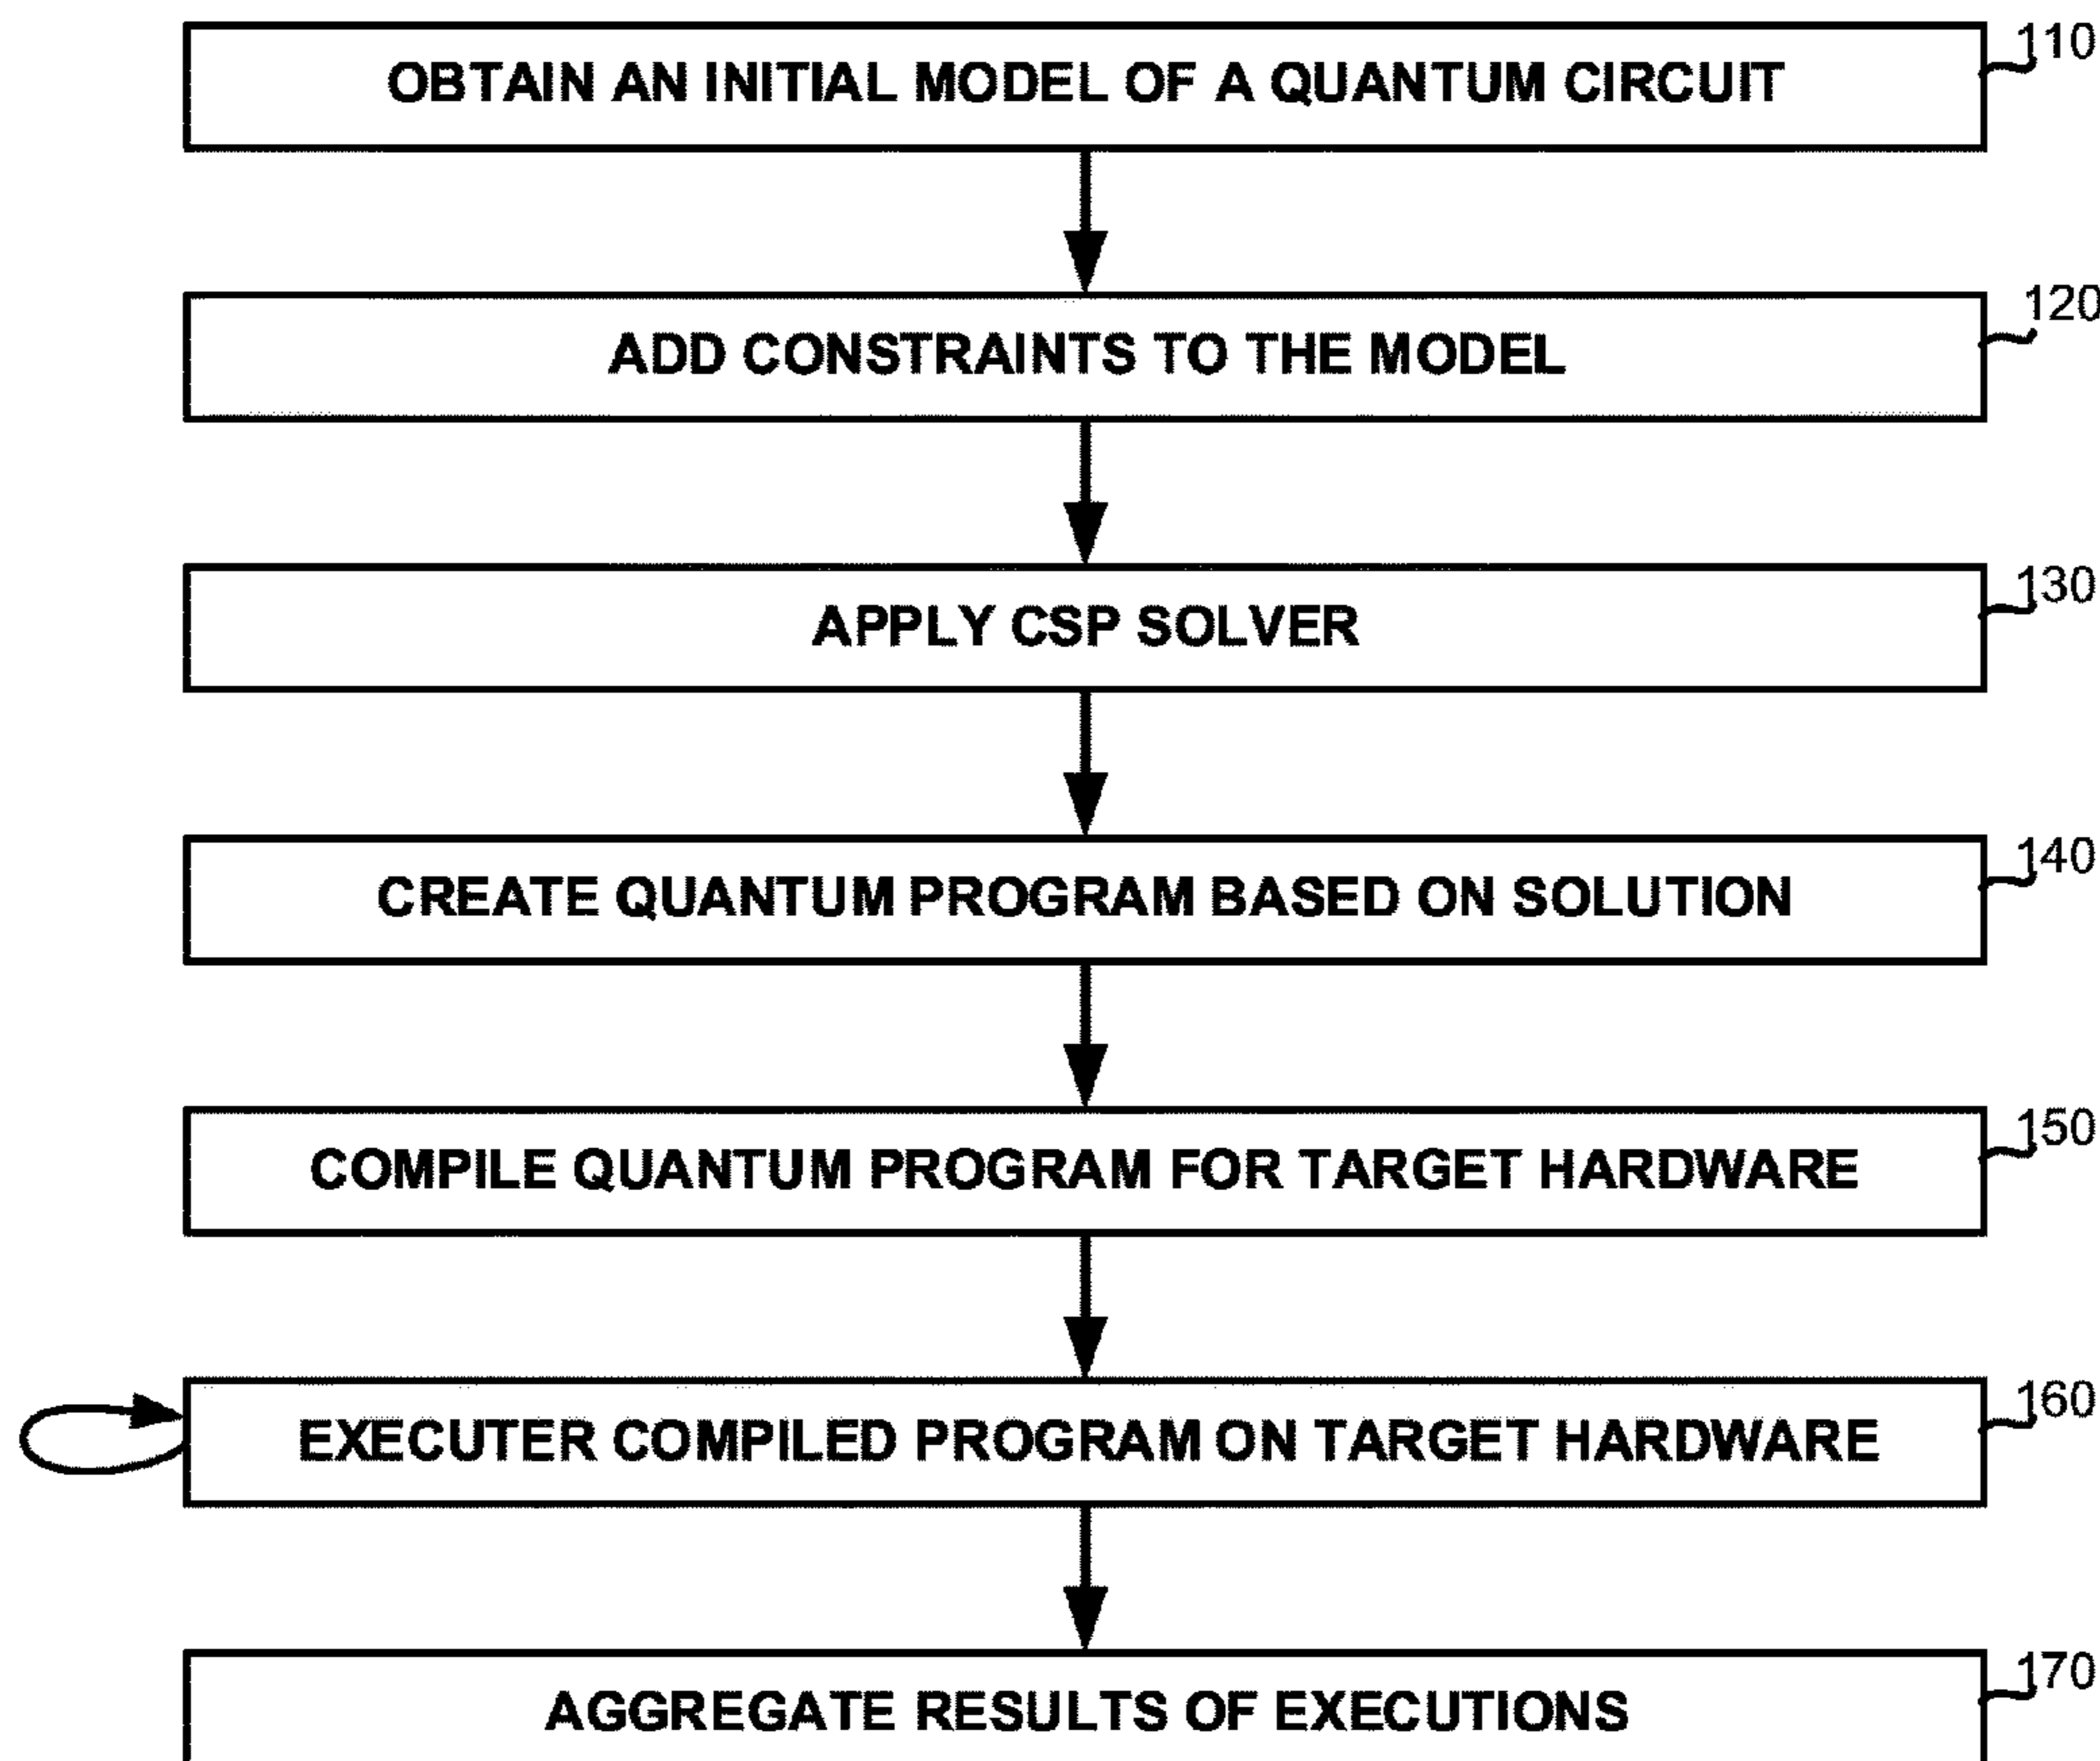 110
OBTAIN AN INITIAL MODEL OF A QUANTUM CIRCUIT
120
ADD CONSTRAINTS TO THE MODEL
130
APPLY CSP SOLVER
140
CREATE QUANTUM PROGRAM BASED ON SOLUTION
150
COMPILE QUANTUM PROGRAM FOR TARGET HARDWARE
160
EXECUTER COMPILED PROGRAM ON TARGET HARDWARE
170
AGGREGATE RESULTS OF EXECUTIONS